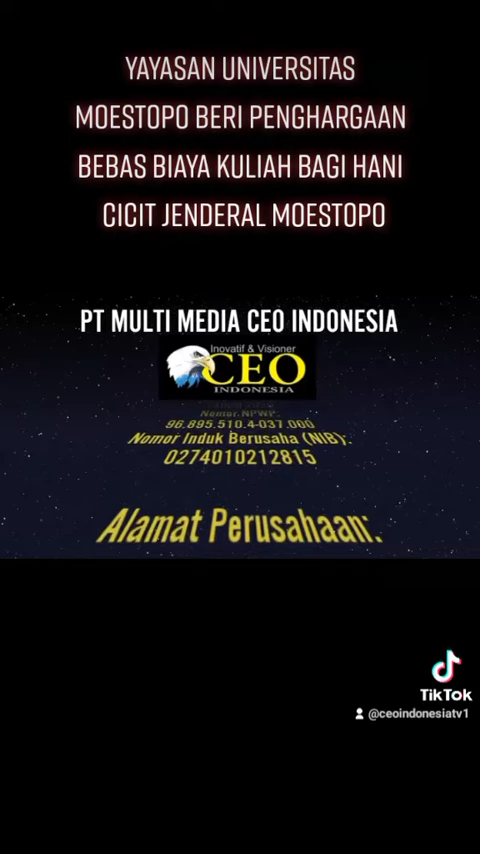 YAYASAN UNIVERSITAS
MOESTOPO BERI PENGHARGAAN
BEBAS BIAYA KULIAH BAGI HANI
CICIT JENDERAL MOESTOPO
PT MULTI MEDIA CEO INDONESIA
Inovatif & Visioner
CEO
INDONESIA
Nomor NPWP:
96.895.510.4-037.000
Nomor Induk Berusaha (NIB):
0274010212815
Alamat Perusahaan:
TikTok
@ceoindonesiatv1